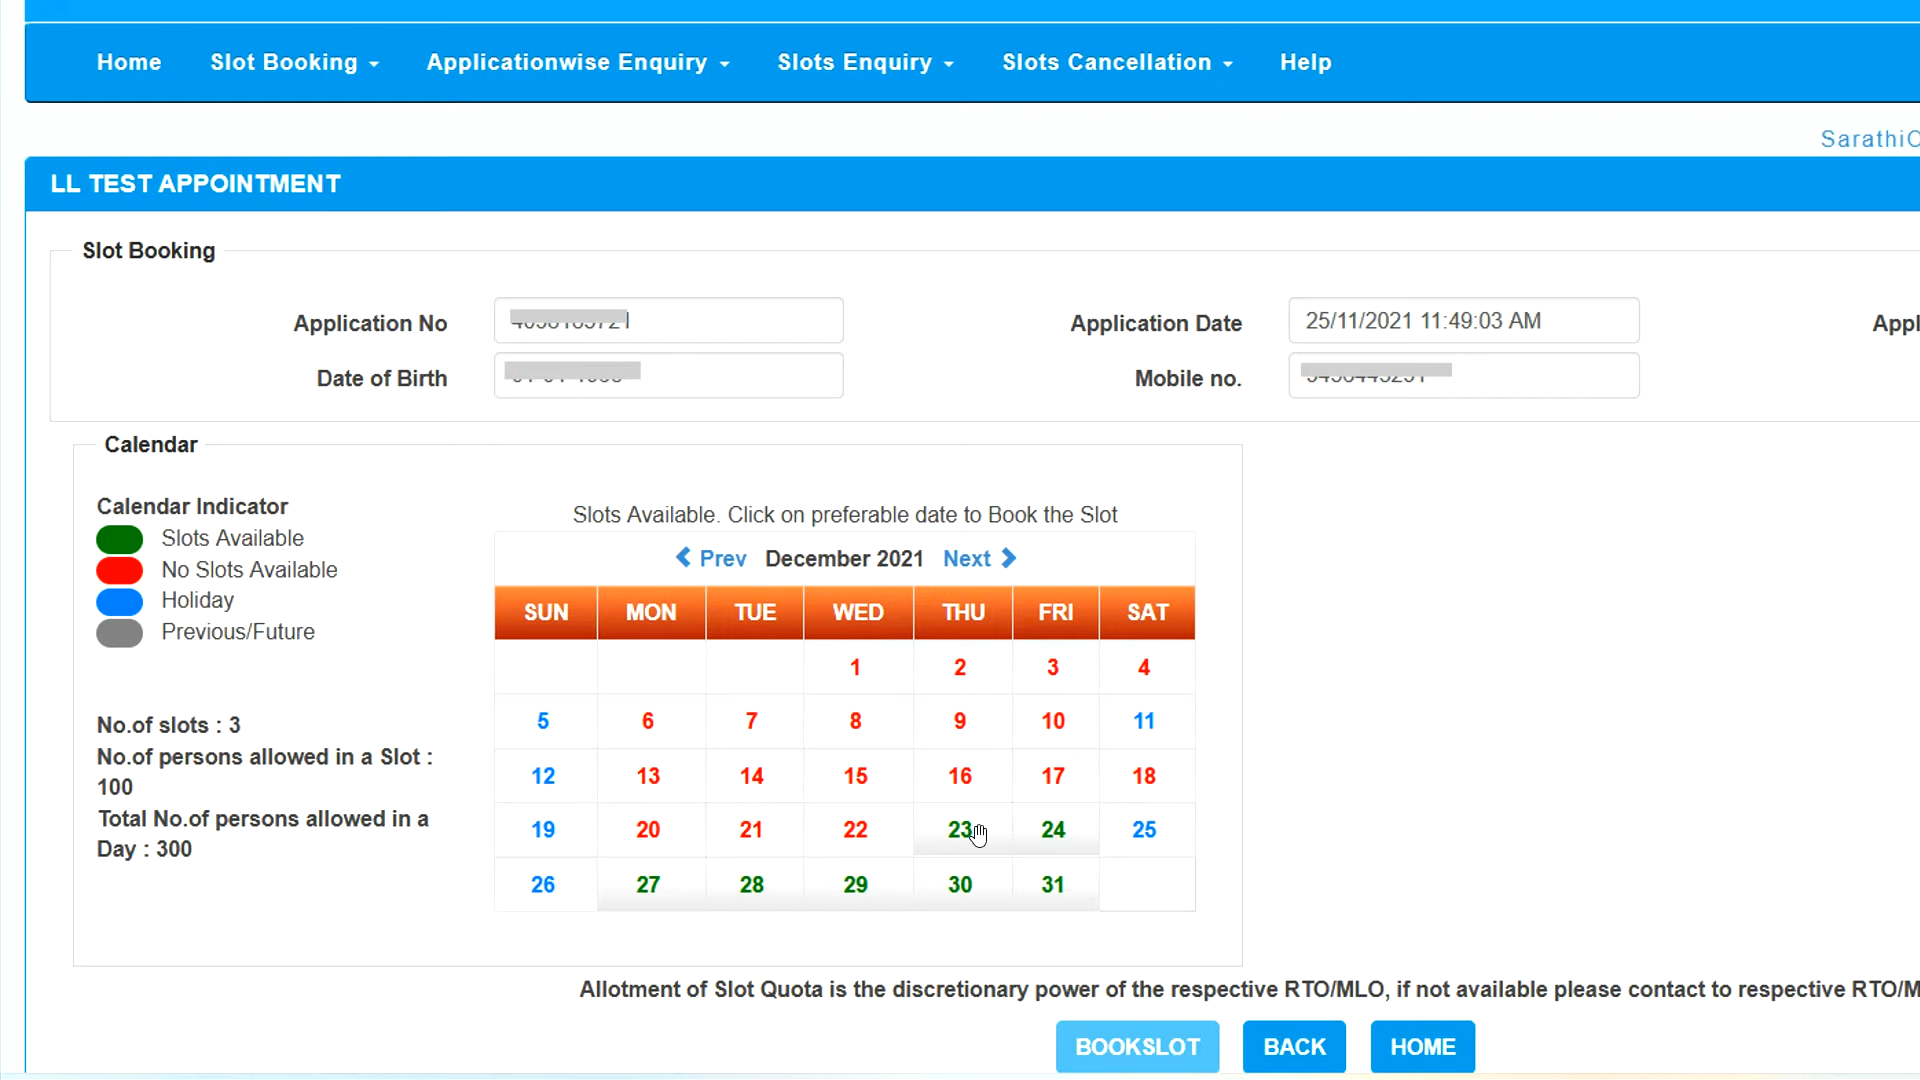 Home Slot Booking Applicationwise Enquiry Slots Enquiry Slots Cancellation Help
Sarathi
LL TEST APPOINTMENT
Slot Booking
Application No
Application Date 25/11/2021 11:49:03 AM
Appl
Date of Birth
Mobile no.
Calendar
Calendar Indicator
Slots Available
No Slots Available
Holiday
Previous/Future
No.of slots : 3
No.of persons allowed in a Slot :
100
Total No.of persons allowed in a
Day : 300
Slots Available. Click on preferable date to Book the Slot
Prev December 2021 Next
SUN MON TUE WED THU FRI SAT
1 2 3 4
5 6 7 8 9 10 11
12 13 14 15 16 17 18
19 20 21 22 23 24 25
26 27 28 29 30 31
Allotment of Slot Quota is the discretionary power of the respective RTO/MLO, if not available please contact to respective RTO/M
BOOKSLOT BACK HOME